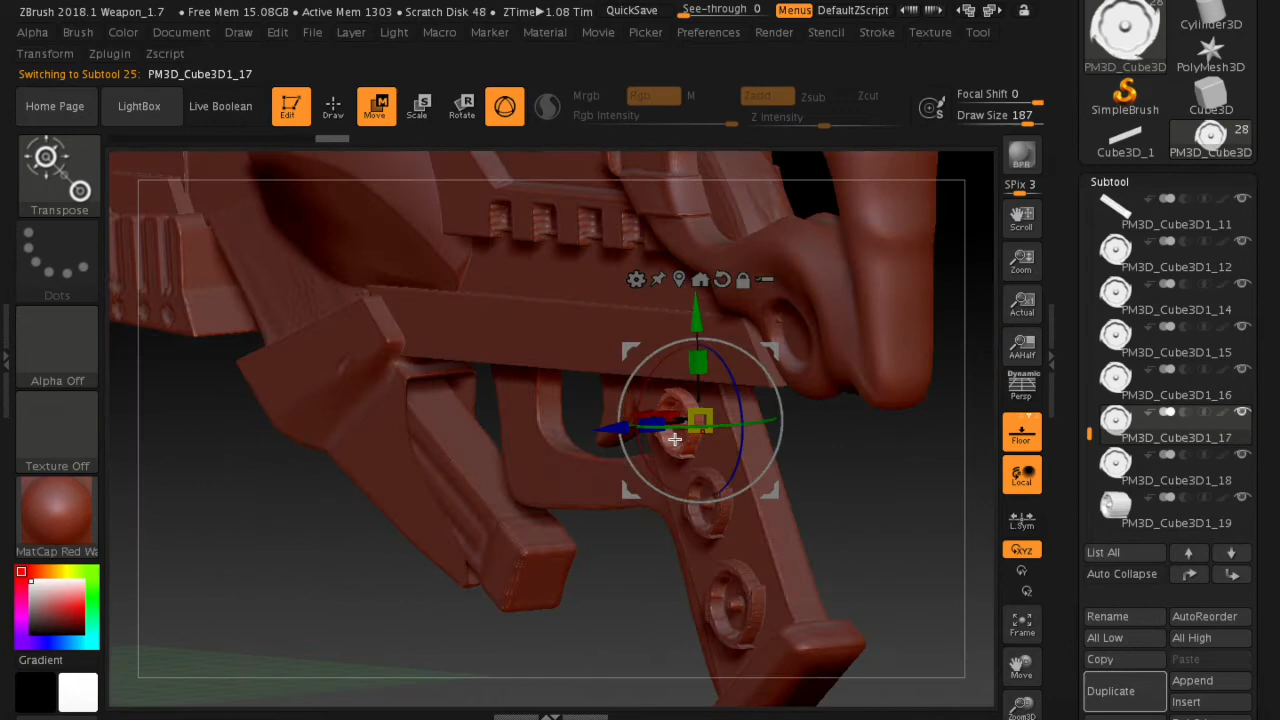 ZBrush 2018.1 Weapon_1.7 • Free Mem 15.08GB • Active Mem 1303 • Scratch Disk 48 • ZTime▶1.08 Tim QuickSave See-through 0 Menus DefaultZScript
Alpha Brush Color Document Draw Edit File Layer Light Macro Marker Material Movie Picker Preferences Render Stencil Stroke Texture Tool
Transform Zplugin Zscript
Switching to Subtool 25: PM3D_Cube3D1_17
Home Page LightBox Live Boolean Edit Draw Move Scale Rotate Mrgb Rgb M Zadd Zsub Zcut Focal Shift 0
Rgb Intensity Z Intensity Draw Size 187
Transpose
Dots
Alpha Off
Texture Off
MatCap Red Wa
Gradient
BPR
SPix 3
Scroll
Zoom
Actual
AAHalf
Dynamic
Persp
Floor
Local
L.Sym
XYZ
Frame
Move
Zoom3D
28
Cylinder3D
PM3D_Cube3D PolyMesh3D
SimpleBrush Cube3D
28
Cube3D_1 PM3D_Cube3D
Subtool
PM3D_Cube3D1_11
PM3D_Cube3D1_12
PM3D_Cube3D1_14
PM3D_Cube3D1_15
PM3D_Cube3D1_16
PM3D_Cube3D1_17
PM3D_Cube3D1_18
PM3D_Cube3D1_19
List All
Auto Collapse
Rename AutoReorder
All Low All High
Copy Paste
Duplicate Append
Insert